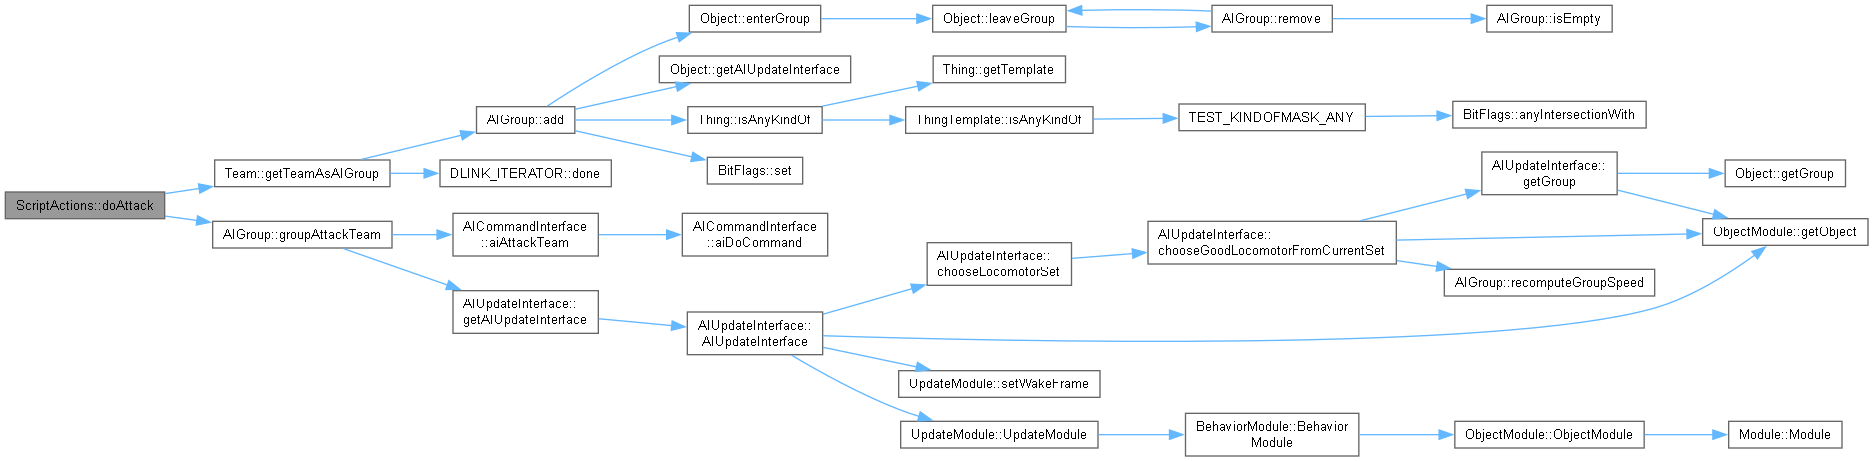 Object::enterGroup
Object::leaveGroup
AIGroup::remove
AIGroup::isEmpty
Object::getAIUpdateInterface
Thing::getTemplate
AIGroup::add
Thing::isAnyKindOf
ThingTemplate::isAnyKindOf
TEST_KINDOFMASK_ANY
BitFlags::anyIntersectionWith
Team::getTeamAsAIGroup
DLINK_ITERATOR::done
BitFlags::set
AIUpdateInterface::
getGroup
Object::getGroup
ScriptActions::doAttack
AIGroup::groupAttackTeam
AICommandInterface
::aiAttackTeam
AICommandInterface
::aiDoCommand
AIUpdateInterface::
chooseLocomotorSet
AIUpdateInterface::
chooseGoodLocomotorFromCurrentSet
ObjectModule::getObject
AIGroup::recomputeGroupSpeed
AIUpdateInterface::
getAIUpdateInterface
AIUpdateInterface::
AIUpdateInterface
UpdateModule::setWakeFrame
UpdateModule::UpdateModule
BehaviorModule::Behavior
Module
ObjectModule::ObjectModule
Module::Module